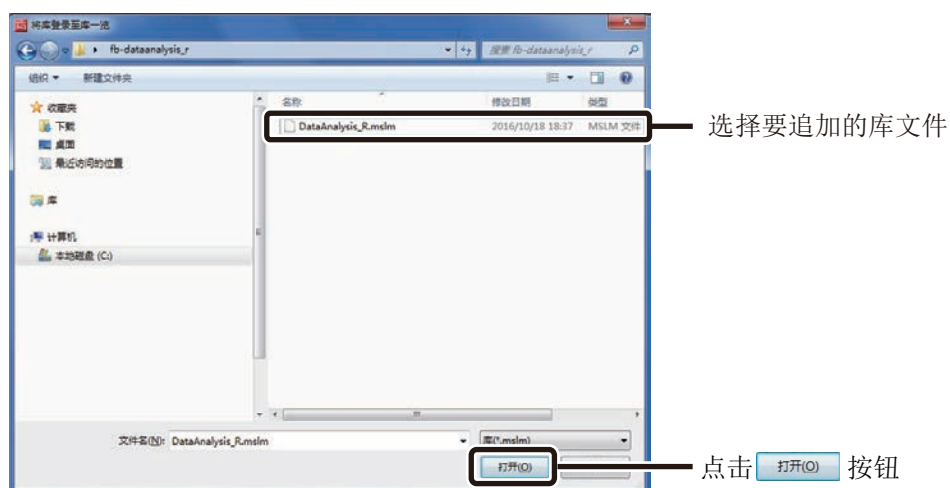 将库登录至库一览
fb-dataanalysis_r
搜索 fb-dataanalysis_r
组织 新建文件夹
名称 修改日期 类型
收藏夹
下载
桌面
最近访问的位置
库
计算机
本地磁盘 (C:)
DataAnalysis_R.mslm 2016/10/18 18:37 MSLM 文件
选择要追加的库文件
文件名(N): DataAnalysis_R.mslm 库(*.mslm)
打开(O)
点击 打开(O) 按钮